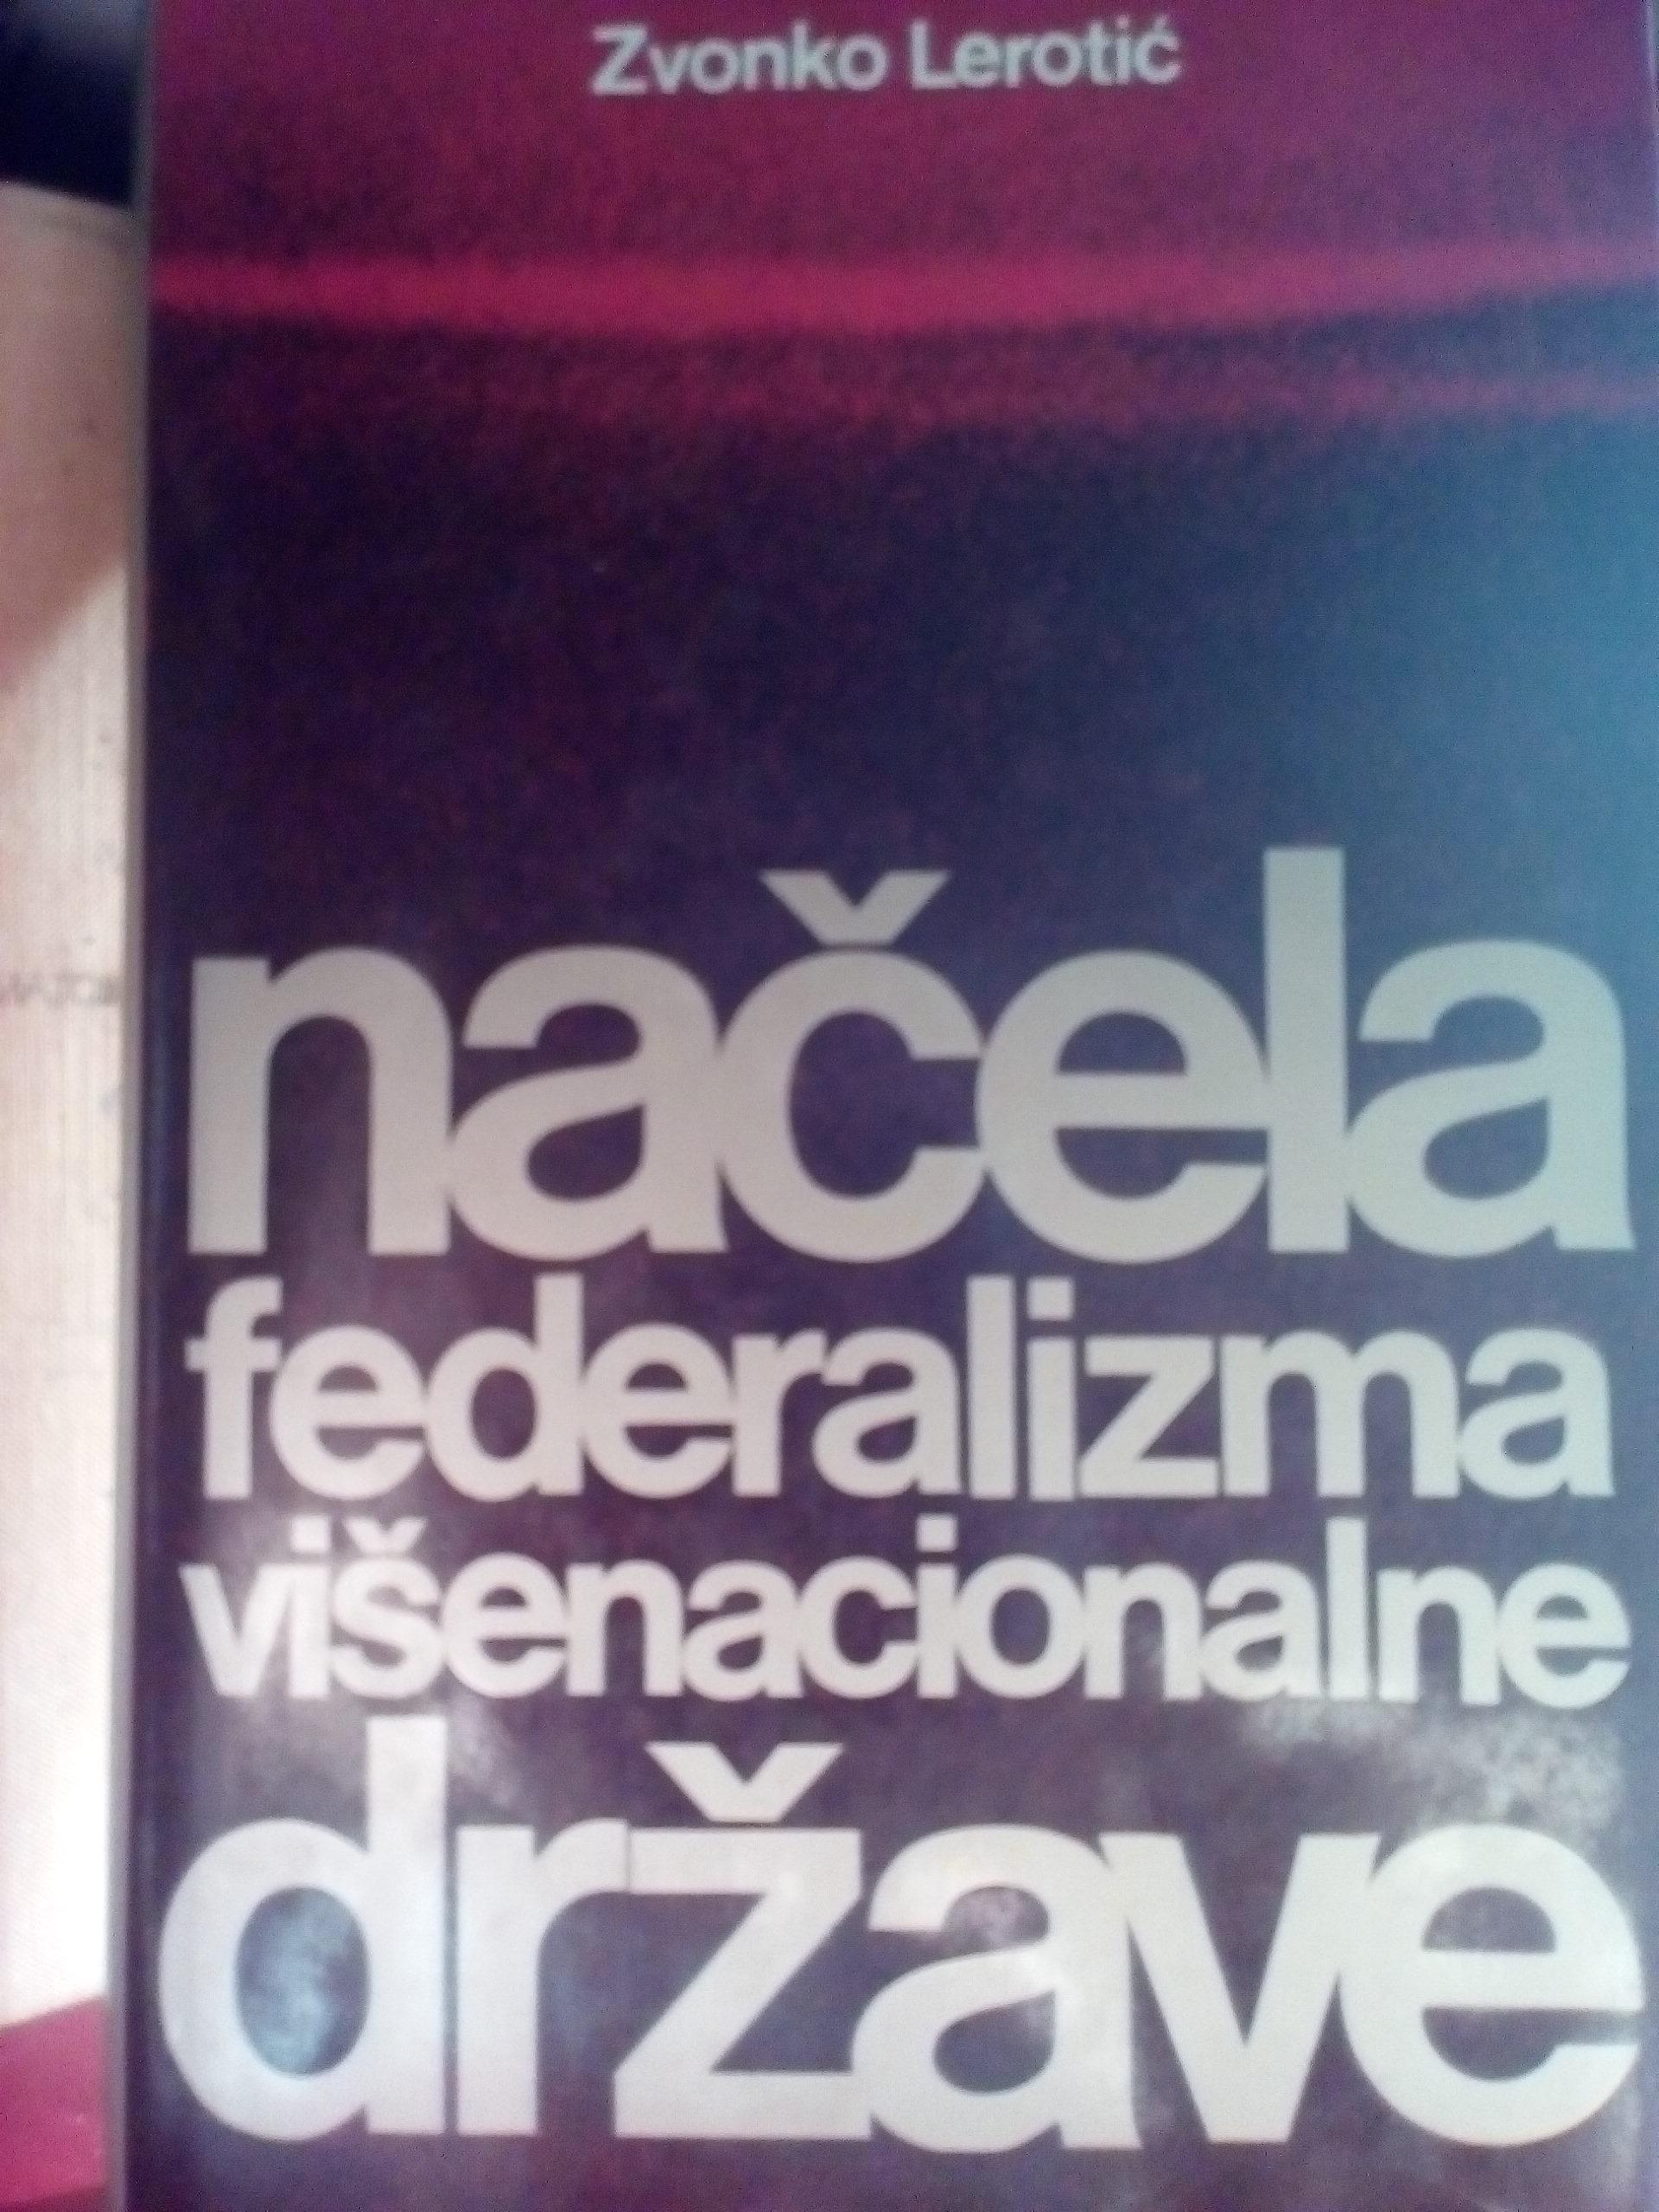 Zvonko Lerotić
načela
federalizma
višenacionalne
države